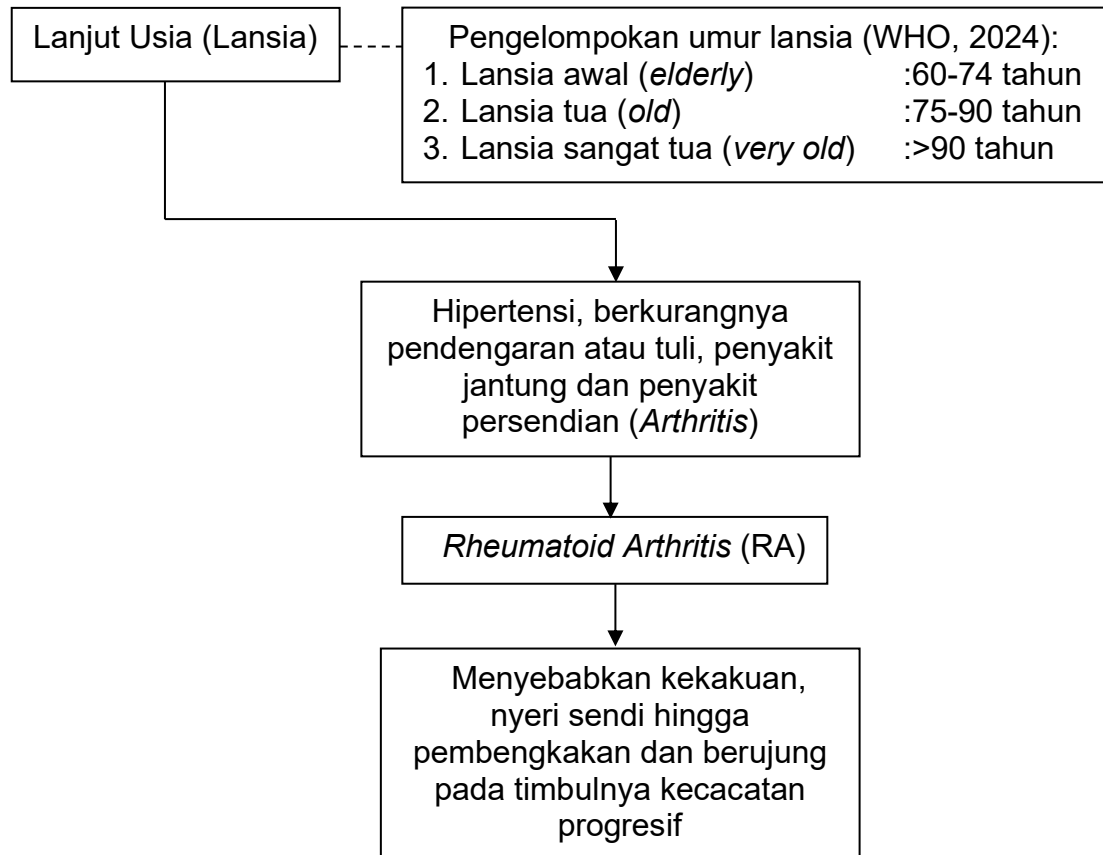 Lanjut Usia (Lansia)
Pengelompokan umur lansia (WHO, 2024):
1. Lansia awal (elderly) :60-74 tahun
2. Lansia tua (old) :75-90 tahun
3. Lansia sangat tua (very old) :>90 tahun
Hipertensi, berkurangnya
pendengaran atau tuli, penyakit
jantung dan penyakit
persendian (Arthritis)
Rheumatoid Arthritis (RA)
Menyebabkan kekakuan,
nyeri sendi hingga
pembengkakan dan berujung
pada timbulnya kecacatan
progresif